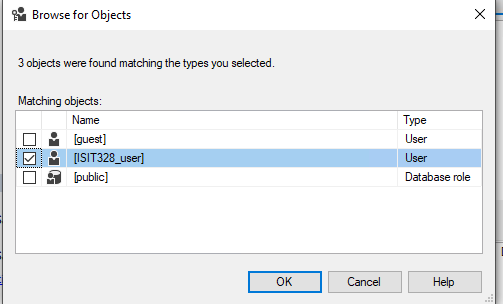 Browse for Objects
3 objects were found matching the types you selected.
Matching objects:
Name Type
[guest] User
[ISIT328_user] User
[public] Database role
OK Cancel Help